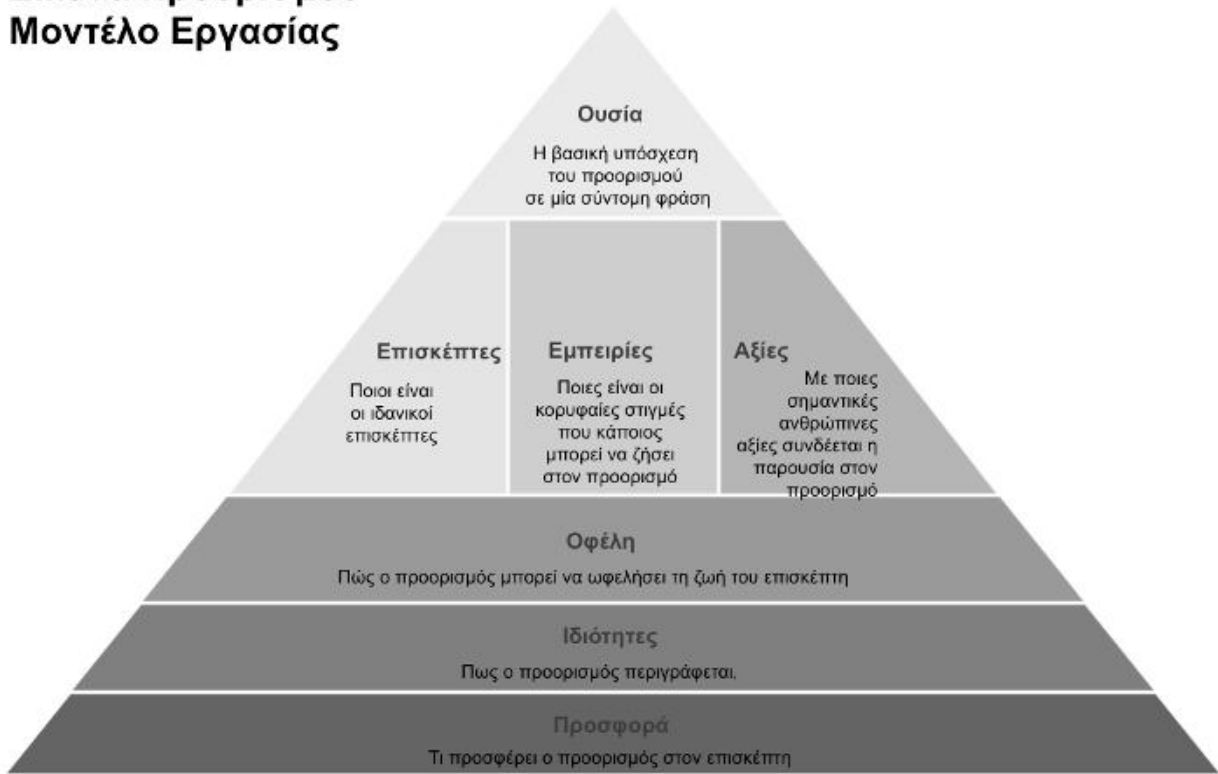 Μοντέλο Εργασίας
Ουσία
Η βασική υπόσχεση
του προορισμού
σε μία σύντομη φράση
Επισκέπτες
Ποιοι είναι
οι ιδανικοί
επισκέπτες
Εμπειρίες
Ποιες είναι οι
κορυφαίες στιγμές
που κάποιος
μπορεί να ζήσει
στον προορισμό
Αξίες
Με ποιες
σημαντικές
ανθρώπινες
αξίες συνδέεται η
παρουσία στον
προορισμό
Οφέλη
Πώς ο προορισμός μπορεί να ωφελήσει τη ζωή του επισκέπτη
Ιδιότητες
Πως ο προορισμός περιγράφεται.
Προσφορά
Τι προσφέρει ο προορισμός στον επισκέπτη